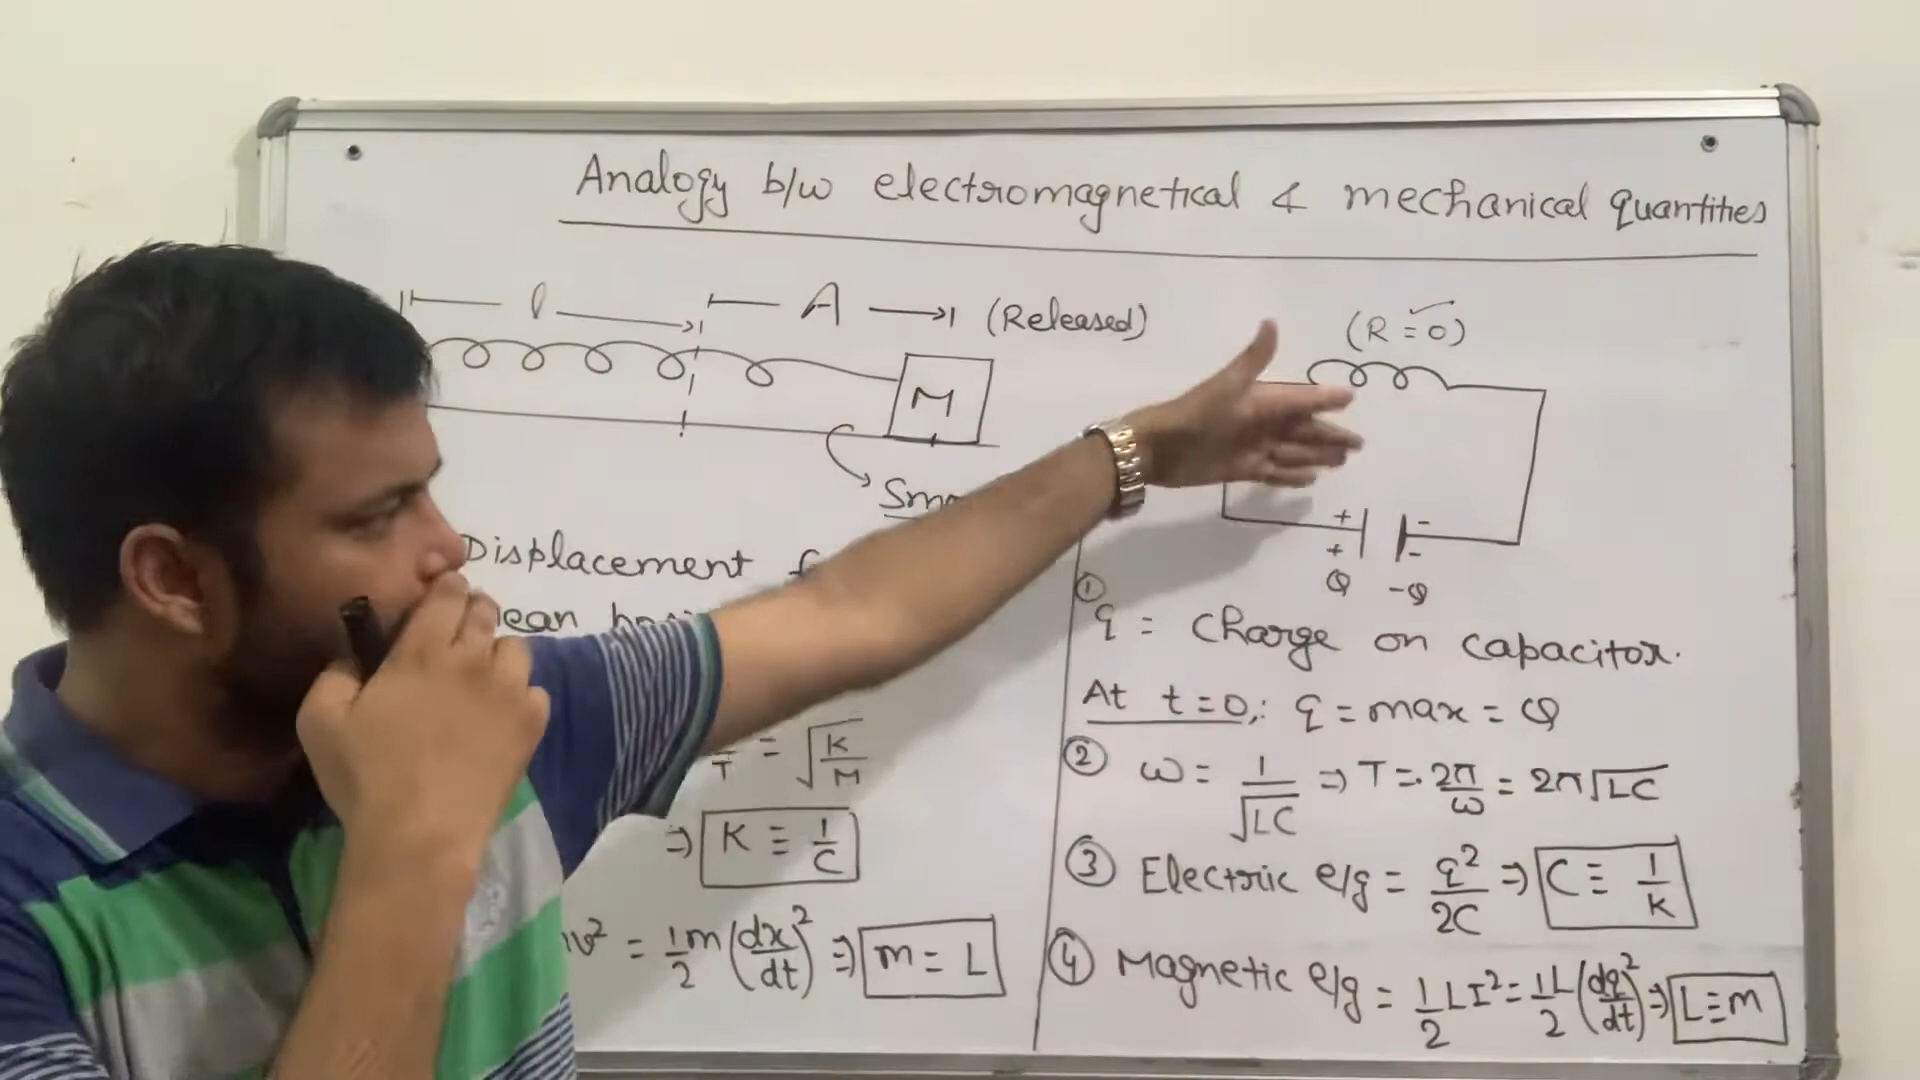 Analogy b/w electromagnetical & mechanical quantities
l A (Released)
M
Displacement
T = √(K/M)
⇒ K ≡ 1/C
v² = 1/2 m (dx/dt)² ⇒ m = L
(R = 0) ✓
+ -
+ -
Q -Q
① q = Charge on capacitor.
At t=0,: q = max = Q
② ω = 1/√LC ⇒ T = 2π/ω = 2π√LC
③ Electric e/g = q²/2C ⇒ C ≡ 1/K
④ Magnetic e/g = 1/2 LI² = 1/2 L (dq/dt)² ⇒ L ≡ m